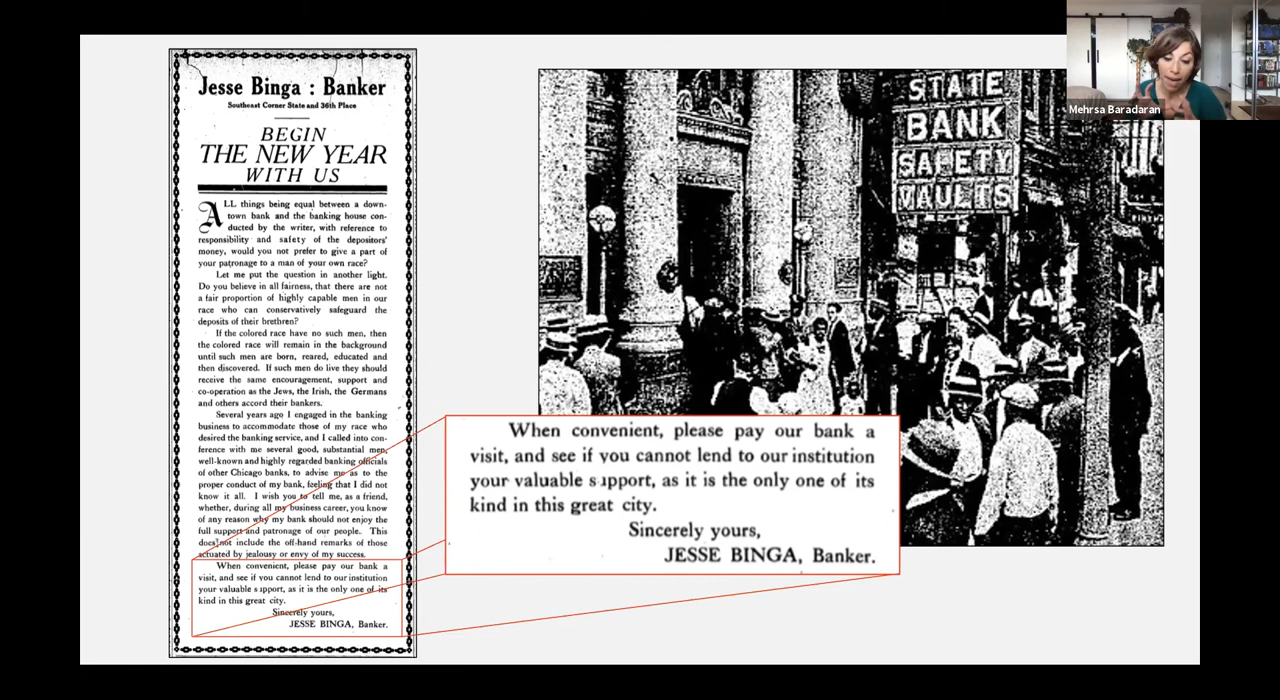 Jesse Binga : Banker
Southeast Corner State and 36th Place
BEGIN
THE NEW YEAR
WITH US
ALL things being equal between a down-
town bank and the banking house con-
ducted by the writer, with reference to
responsibility and safety of the depositors'
money, would you not prefer to give a part of
your patronage to a man of your own race?
Let me put the question in another light.
Do you believe in all fairness, that there are not
a fair proportion of highly capable men in our
race who can conservatively safeguard the
deposits of their brethren?
If the colored race have no such men, then
the colored race will remain in the background
until such men are born, reared, educated and
then discovered. If such men do live they should
receive the same encouragement, support and
co-operation as the Jews, the Irish, the Germans
and others accord their bankers.
Several years ago I engaged in the banking
business to accommodate those of my race who
desired the banking service, and I called into con-
ference with me several good, substantial men,
well-known and highly regarded banking officials
of other Chicago banks, to advise me as to the
proper conduct of my bank, feeling that I did not
know it all. I wish you to tell me, as a friend,
whether, during all my business career, you know
of any reason why my bank should not enjoy the
full support and patronage of our people. This
does not include the off-hand remarks of those
actuated by jealousy or envy of my success.
When convenient, please pay our bank a
visit, and see if you cannot lend to our institution
your valuable support, as it is the only one of its
kind in this great city.
Sincerely yours,
JESSE BINGA, Banker.
When convenient, please pay our bank a
visit, and see if you cannot lend to our institution
your valuable support, as it is the only one of its
kind in this great city.
Sincerely yours,
JESSE BINGA, Banker.
STATE
BANK
SAFETY
VAULTS
Mehrsa Baradaran